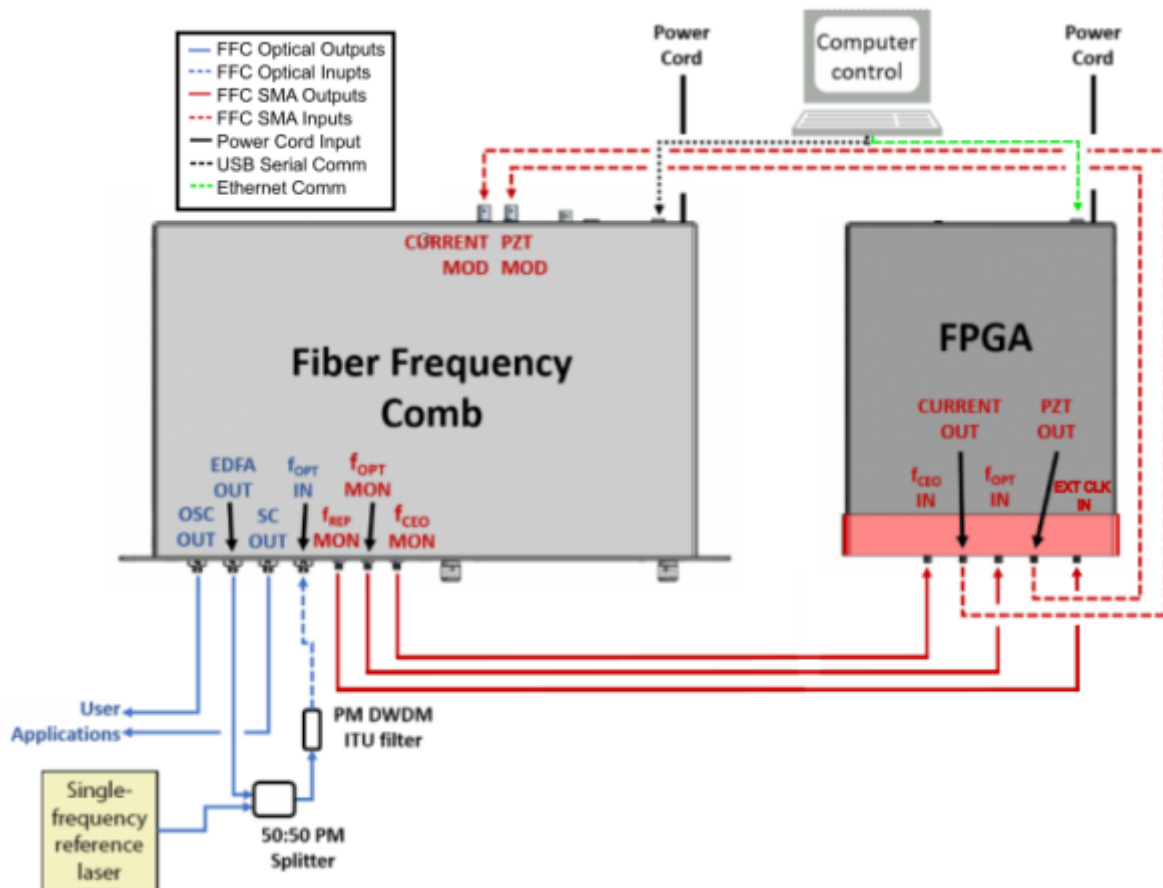 FFC Optical Outputs
FFC Optical Inupts
FFC SMA Outputs
FFC SMA Inputs
Power Cord Input
USB Serial Comm
Ethernet Comm
Power
Cord
Computer
control
Power
Cord
CURRENT
MOD
PZT
MOD
Fiber Frequency
Comb
FPGA
CURRENT
OUT
PZT
OUT
fCEO
IN
fOPT
IN
EXT CLK
IN
OSC
OUT
EDFA
OUT
SC
OUT
fOPT
IN
fREP
MON
fOPT
MON
fCEO
MON
User
Applications
PM DWDM
ITU filter
Single-
frequency
reference
laser
50:50 PM
Splitter